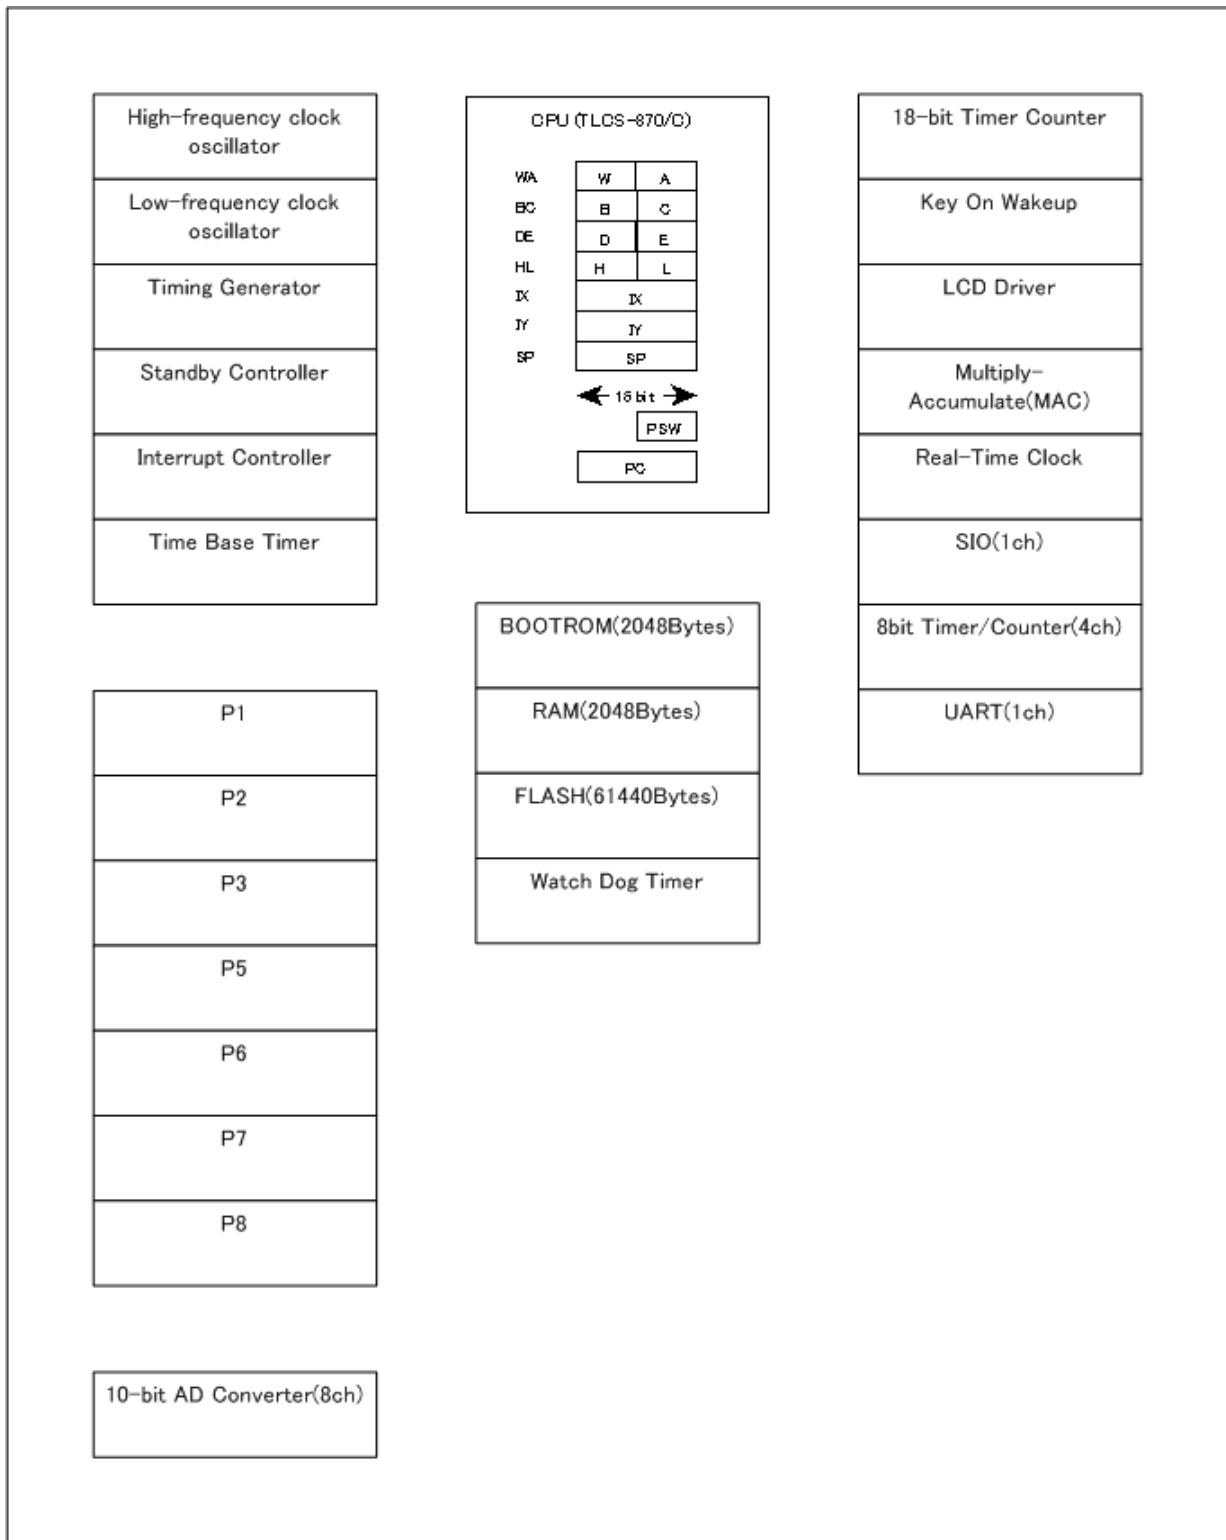 High-frequency clock
oscillator
Low-frequency clock
oscillator
Timing Generator
Standby Controller
Interrupt Controller
Time Base Timer
P1
P2
P3
P5
P6
P7
P8
10-bit AD Converter(8ch)
CPU (TLCS-870/C)
WA W A
BC B C
DE D E
HL H L
IX IX
IY IY
SP SP
16 bit
PSW
PC
BOOTROM(2048Bytes)
RAM(2048Bytes)
FLASH(61440Bytes)
Watch Dog Timer
18-bit Timer Counter
Key On Wakeup
LCD Driver
Multiply-
Accumulate(MAC)
Real-Time Clock
SIO(1ch)
8bit Timer/Counter(4ch)
UART(1ch)